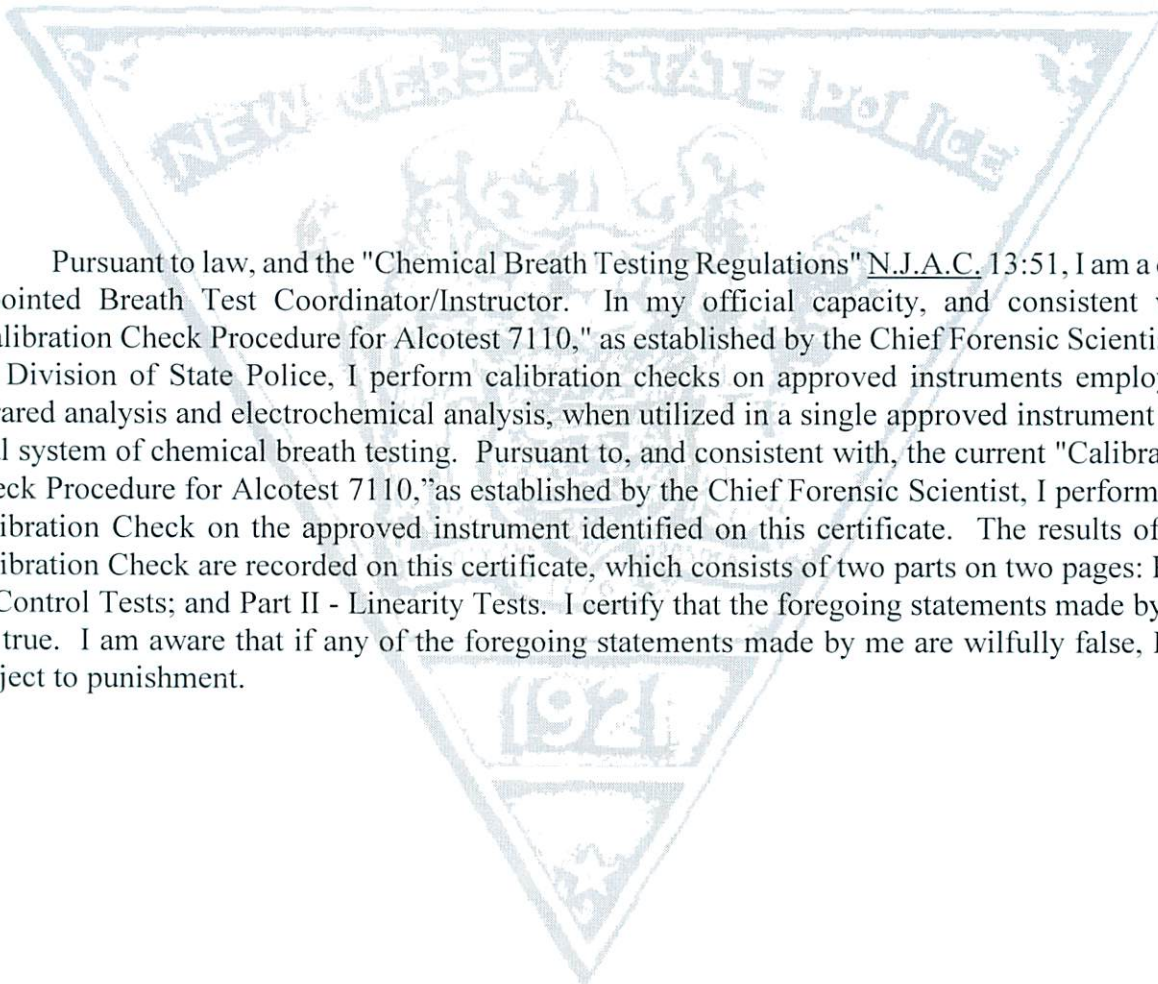 NEW JERSEY STATE POLICE
Pursuant to law, and the "Chemical Breath Testing Regulations" N.J.A.C. 13:51, I am a
ointed Breath Test Coordinator/Instructor. In my official capacity, and consistent
libration Check Procedure for Alcotest 7110," as established by the Chief Forensic Scienti
Division of State Police, I perform calibration checks on approved instruments employ
ared analysis and electrochemical analysis, when utilized in a single approved instrument
l system of chemical breath testing. Pursuant to, and consistent with, the current "Calibra
ck Procedure for Alcotest 7110,"as established by the Chief Forensic Scientist, I perform
ibration Check on the approved instrument identified on this certificate. The results of
ibration Check are recorded on this certificate, which consists of two parts on two pages:
Control Tests; and Part II - Linearity Tests. I certify that the foregoing statements made by
true. I am aware that if any of the foregoing statements made by me are wilfully false, I
ject to punishment.
1921